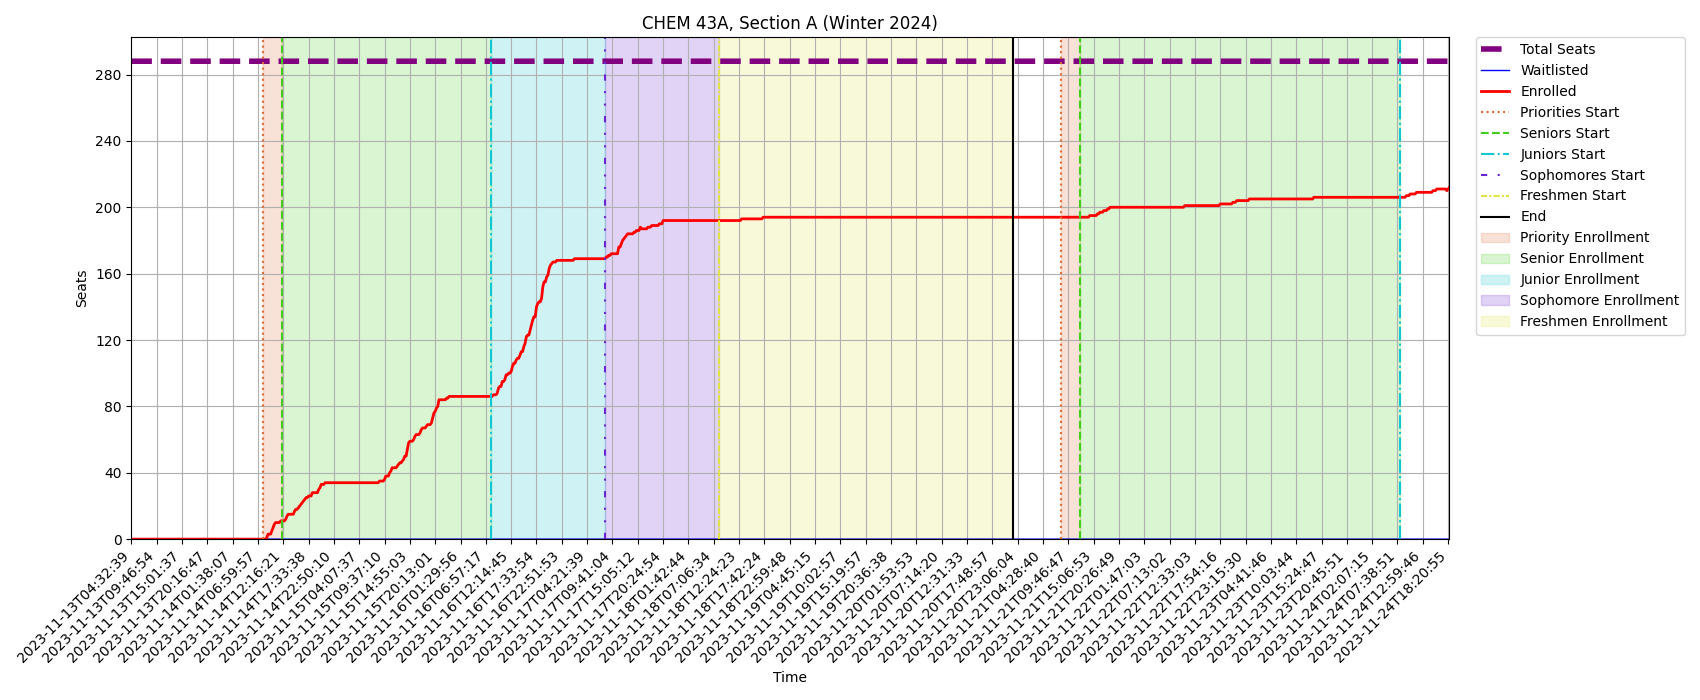 CHEM 43A, Section A (Winter 2024)
Seats
280
240
200
160
120
80
40
0
2023-11-13T04:32:39
2023-11-13T09:46:54
2023-11-13T15:01:37
2023-11-13T20:16:47
2023-11-14T01:38:07
2023-11-14T06:59:57
2023-11-14T12:16:21
2023-11-14T17:33:38
2023-11-14T22:50:10
2023-11-15T04:07:37
2023-11-15T09:37:10
2023-11-15T14:55:03
2023-11-15T20:13:01
2023-11-16T01:29:56
2023-11-16T06:57:17
2023-11-16T12:14:45
2023-11-16T17:33:54
2023-11-16T22:51:53
2023-11-17T04:21:39
2023-11-17T09:41:04
2023-11-17T15:05:12
2023-11-17T20:24:54
2023-11-18T01:42:44
2023-11-18T07:06:34
2023-11-18T12:24:23
2023-11-18T17:42:24
2023-11-18T22:59:48
2023-11-19T04:45:15
2023-11-19T10:02:57
2023-11-19T15:19:57
2023-11-19T20:36:38
2023-11-20T01:53:53
2023-11-20T07:14:20
2023-11-20T12:31:33
2023-11-20T17:48:57
2023-11-20T23:06:04
2023-11-21T04:28:40
2023-11-21T09:46:47
2023-11-21T15:06:53
2023-11-21T20:26:49
2023-11-22T01:47:03
2023-11-22T07:13:02
2023-11-22T12:33:03
2023-11-22T17:54:16
2023-11-22T23:15:30
2023-11-23T04:41:46
2023-11-23T10:03:44
2023-11-23T15:24:47
2023-11-23T20:45:51
2023-11-24T02:07:15
2023-11-24T07:38:51
2023-11-24T12:59:46
2023-11-24T18:20:55
Time
Total Seats
Waitlisted
Enrolled
Priorities Start
Seniors Start
Juniors Start
Sophomores Start
Freshmen Start
End
Priority Enrollment
Senior Enrollment
Junior Enrollment
Sophomore Enrollment
Freshmen Enrollment